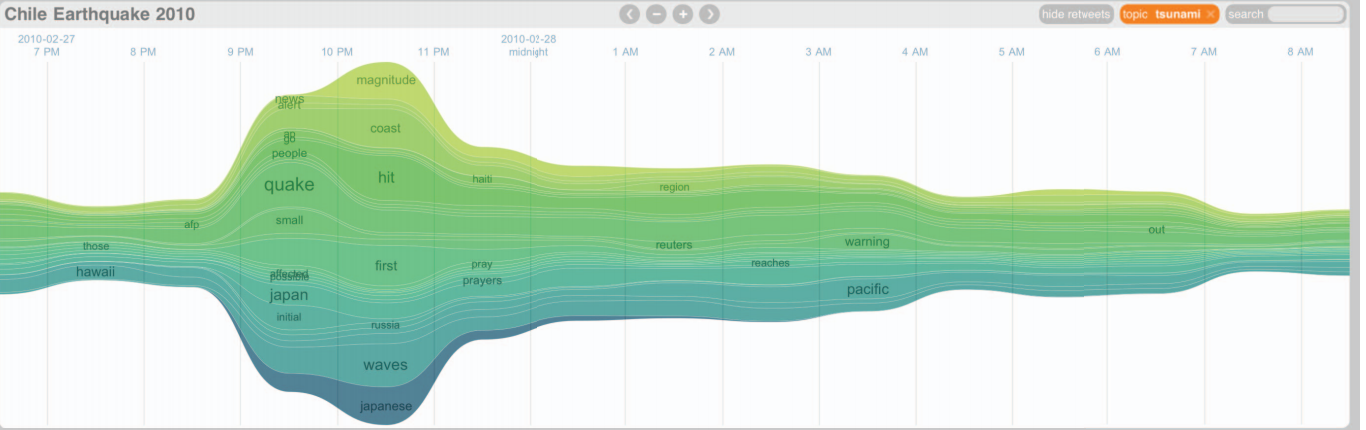 Chile Earthquake 2010
hide retweets
topic tsunami ×
search
2010-02-27
2010-02-28
7 PM 8 PM 9 PM 10 PM 11 PM midnight 1 AM 2 AM 3 AM 4 AM 5 AM 6 AM 7 AM 8 AM
magnitude
news
alert
coast
ap
go
people
hit
haiti
quake
region
small
afp
out
those
reuters
warning
first
pray
reaches
hawaii
affected
possible
prayers
japan
pacific
initial
russia
waves
japanese